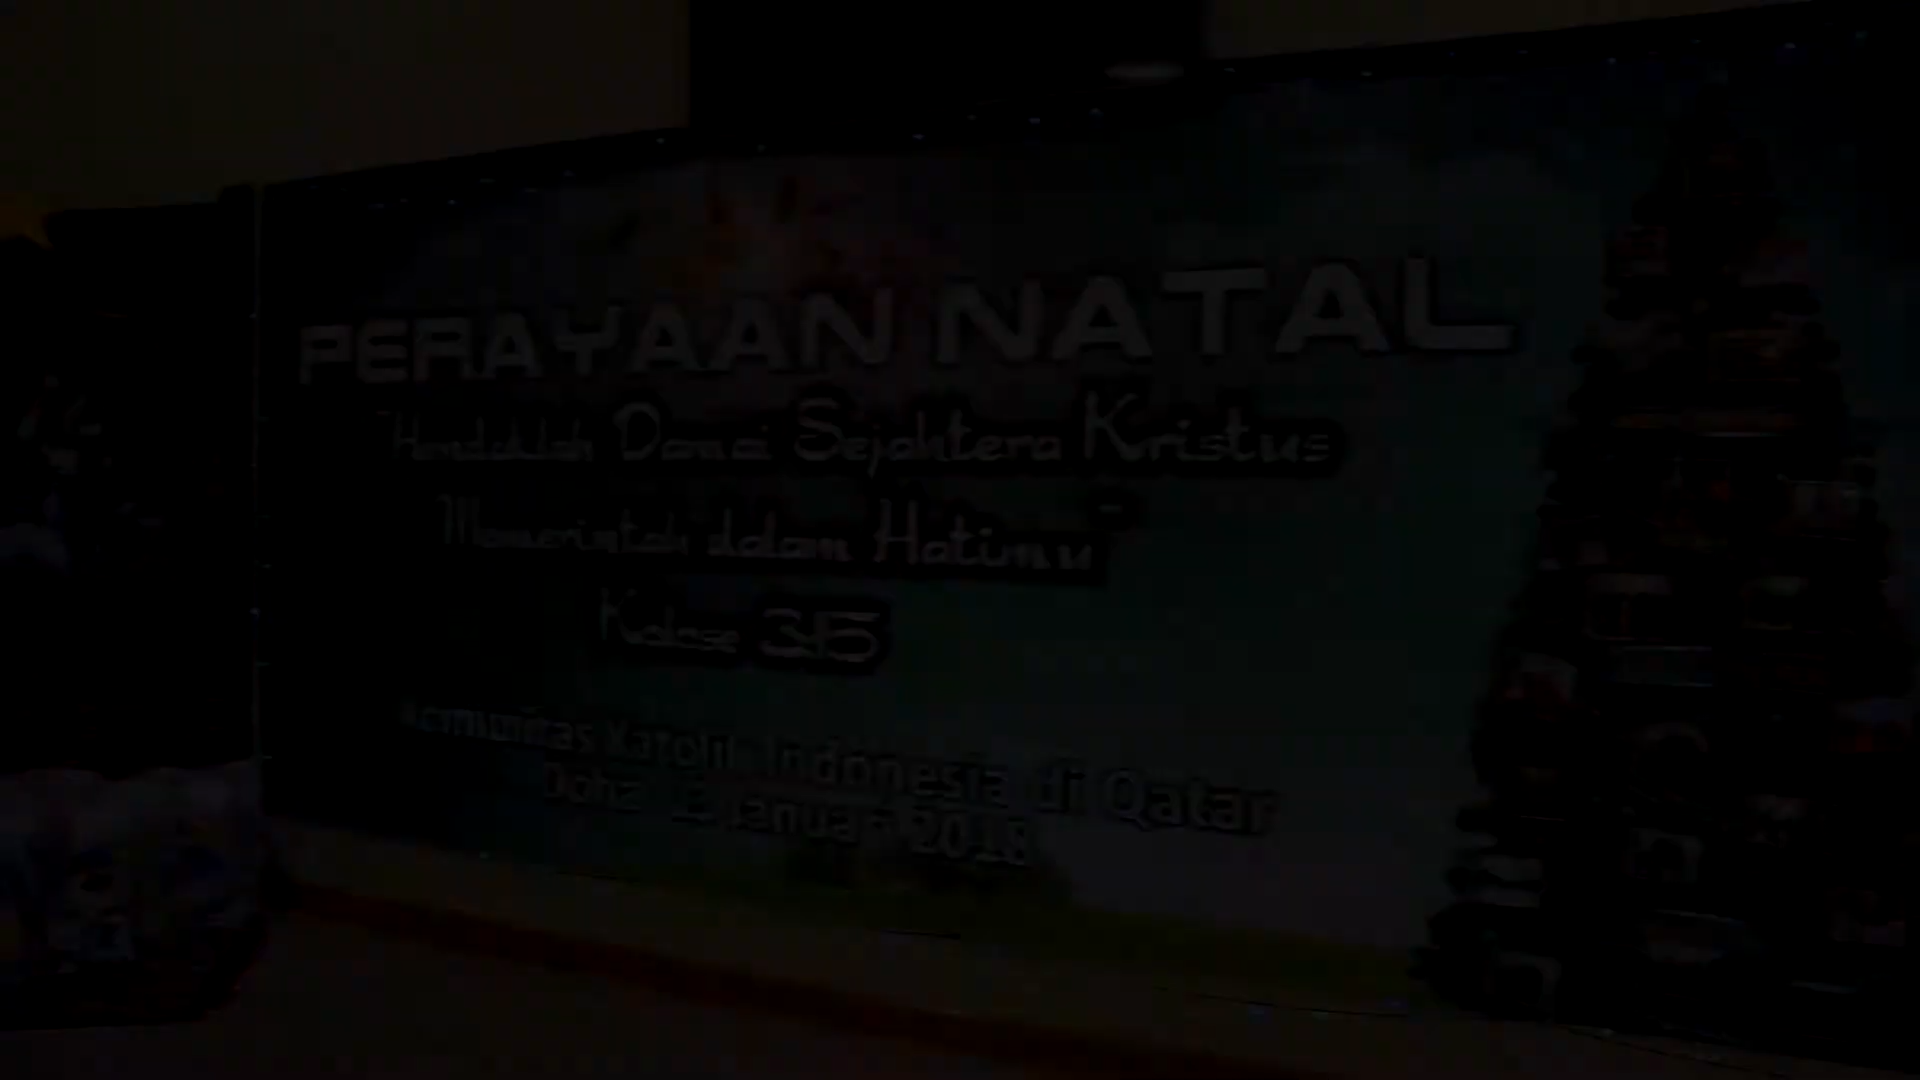 PERAYAAN NATAL
"Hendaklah Damai Sejahtera Kristus
Memerintah dalam Hatimu"
Kolose 3:15
Komunitas Katolik Indonesia di Qatar
Doha Januari 2018